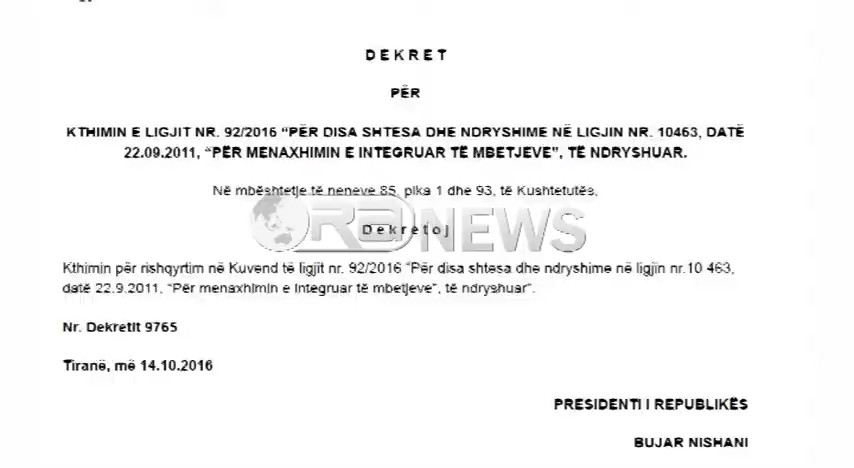 DEKRET
PËR
KTHIMIN E LIGJIT NR. 92/2016 "PËR DISA SHTESA DHE NDRYSHIME NË LIGJIN NR. 10463, DATË
22.09.2011, "PËR MENAXHIMIN E INTEGRUAR TË MBETJEVE", TË NDRYSHUAR.
Në mbështetje të neneve 85, pika 1 dhe 93, të Kushtetutës,
ora NEWS
Dekretoj
Kthimin për rishqyrtim në Kuvend të ligjit nr. 92/2016 "Për disa shtesa dhe ndryshime në ligjin nr.10 463,
datë 22.9.2011, "Për menaxhimin e integruar të mbetjeve", të ndryshuar".
Nr. Dekretit 9765
Tiranë, më 14.10.2016
PRESIDENTI I REPUBLIKËS
BUJAR NISHANI